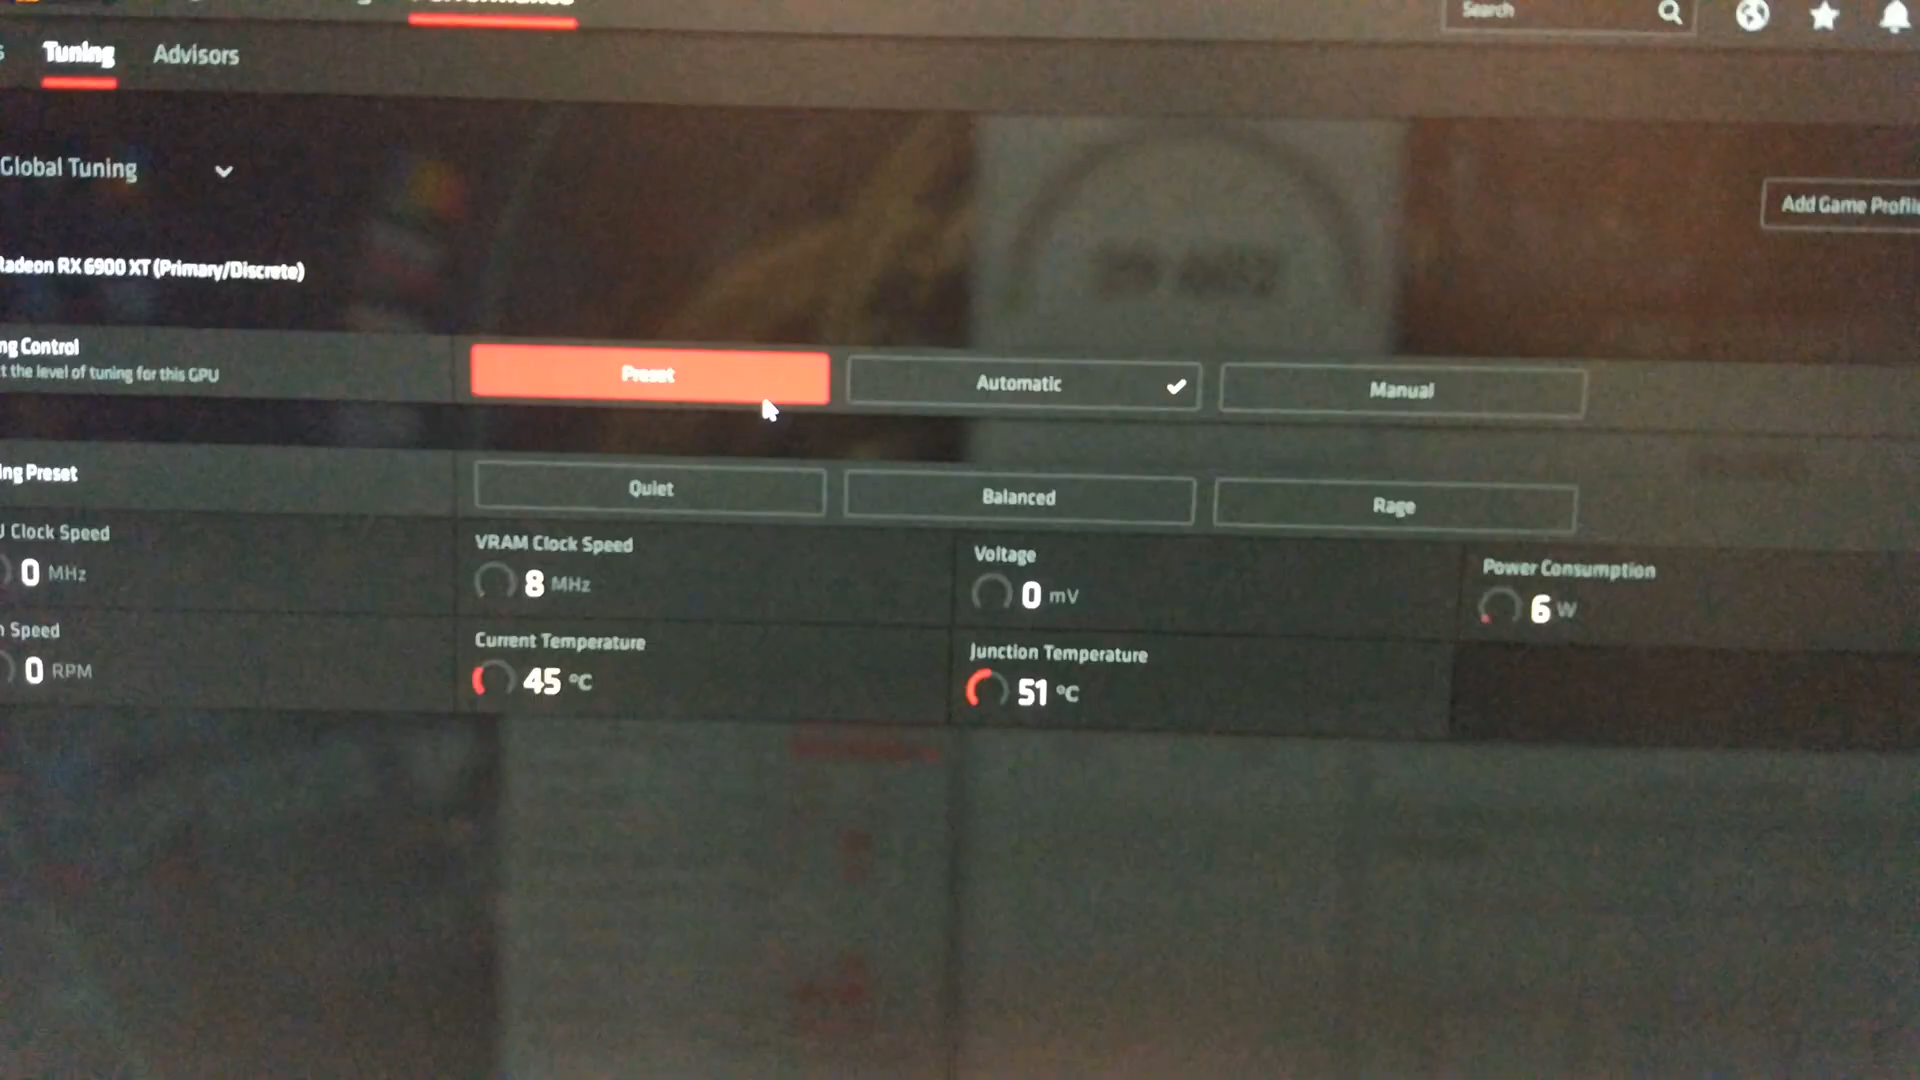 Search
Tuning Advisors
Global Tuning
Add Game
Radeon RX 6900 XT (Primary/Discrete)
ng Control
t the level of tuning for this GPU
Preset Automatic Manual
ing Preset
Quiet Balanced Rage
Clock Speed
0 MHz
VRAM Clock Speed
8 MHz
Voltage
0 mV
Power Consumption
6 W
Speed
0 RPM
Current Temperature
45 °C
Junction Temperature
51 °C